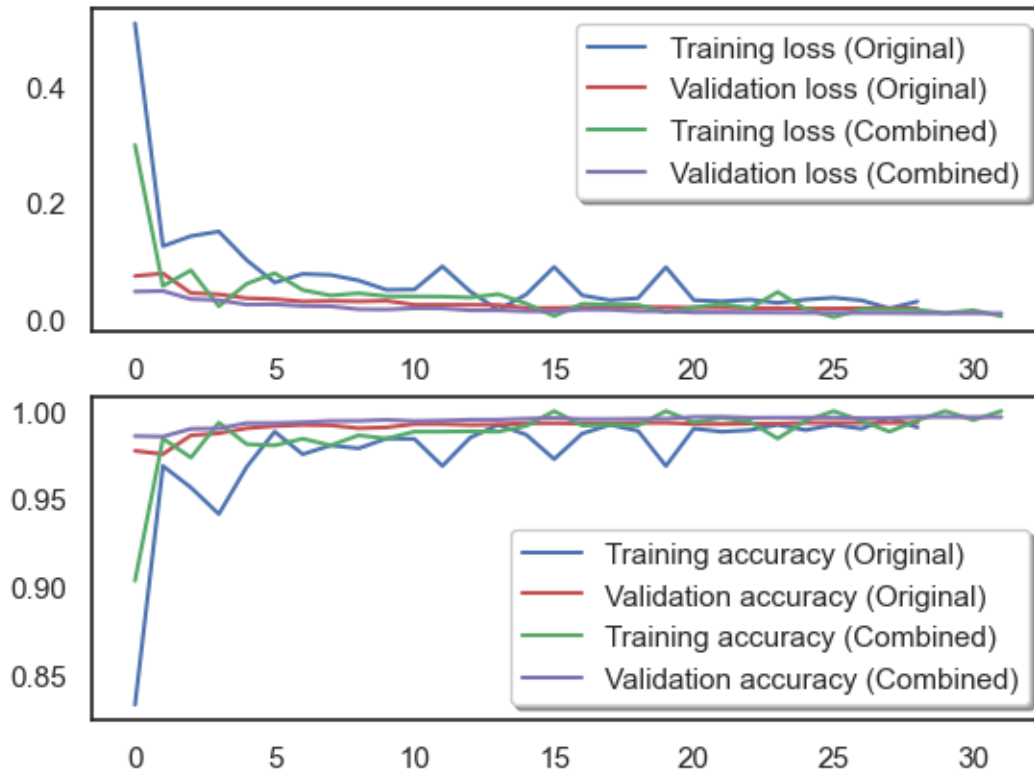 0.4
0.2
0.0
Training loss (Original)
Validation loss (Original)
Training loss (Combined)
Validation loss (Combined)
0 5 10 15 20 25 30
1.00
0.95
0.90
0.85
Training accuracy (Original)
Validation accuracy (Original)
Training accuracy (Combined)
Validation accuracy (Combined)
0 5 10 15 20 25 30